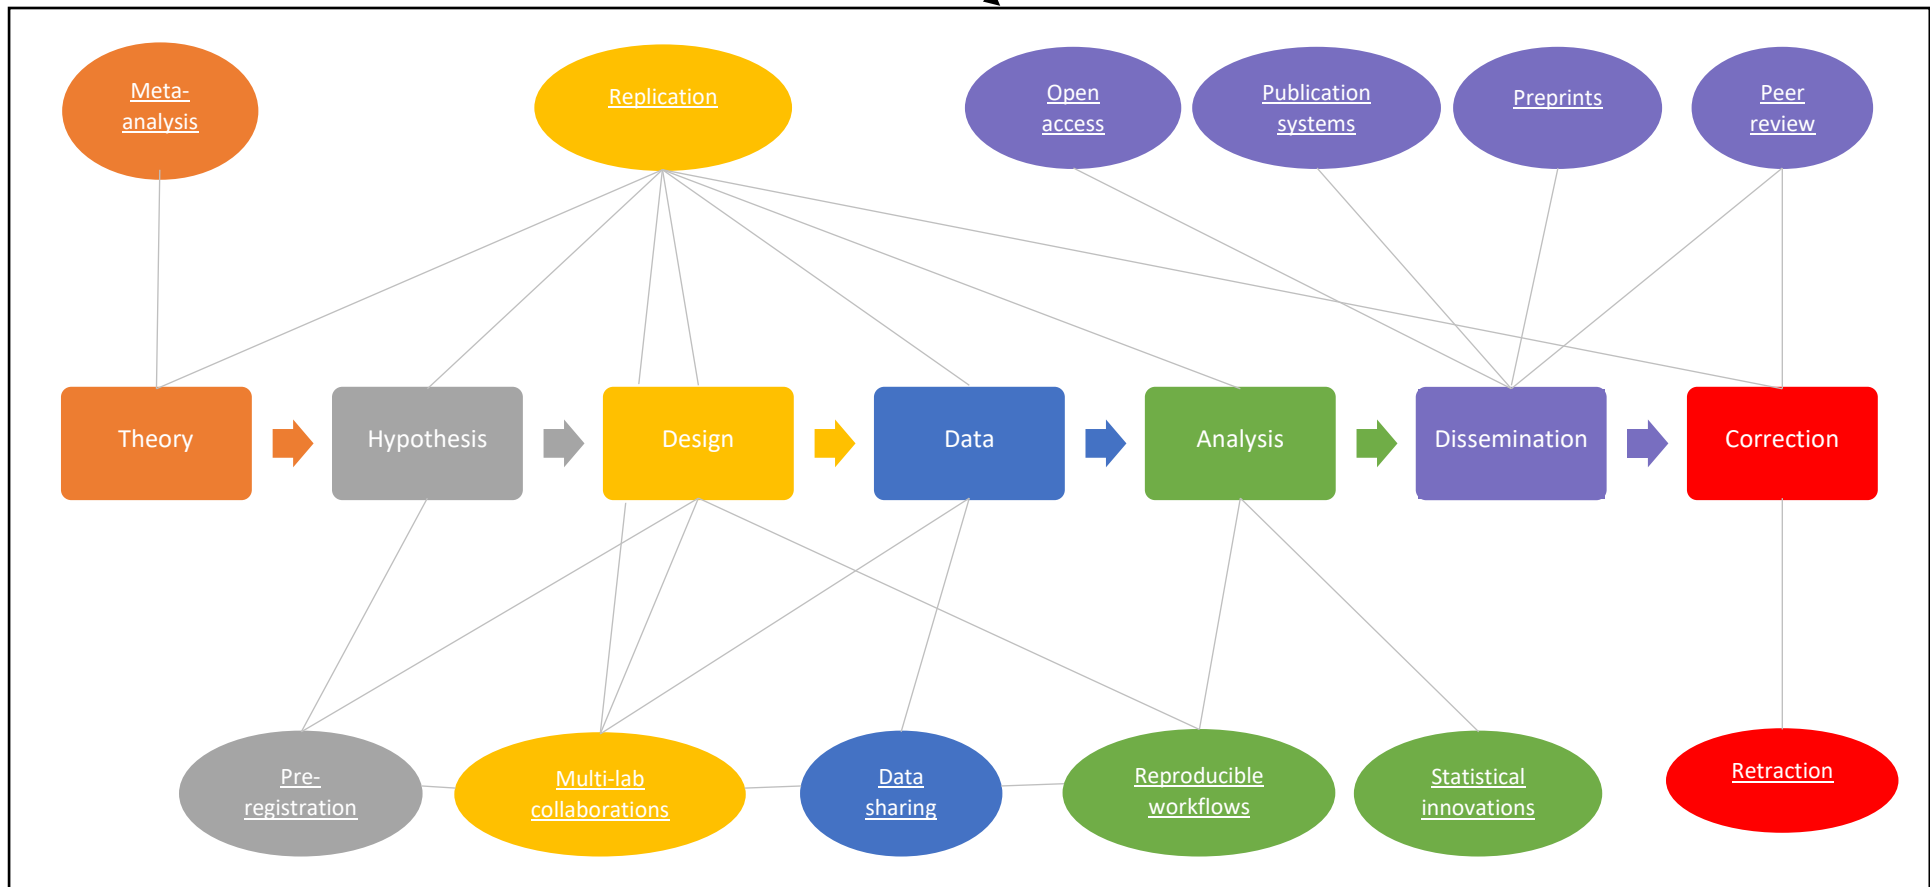 Meta-
analysis
Replication
Open
access
Publication
systems
Preprints
Peer
review
Theory
Hypothesis
Design
Data
Analysis
Dissemination
Correction
Pre-
registration
Multi-lab
collaborations
Data
sharing
Reproducible
workflows
Statistical
innovations
Retraction